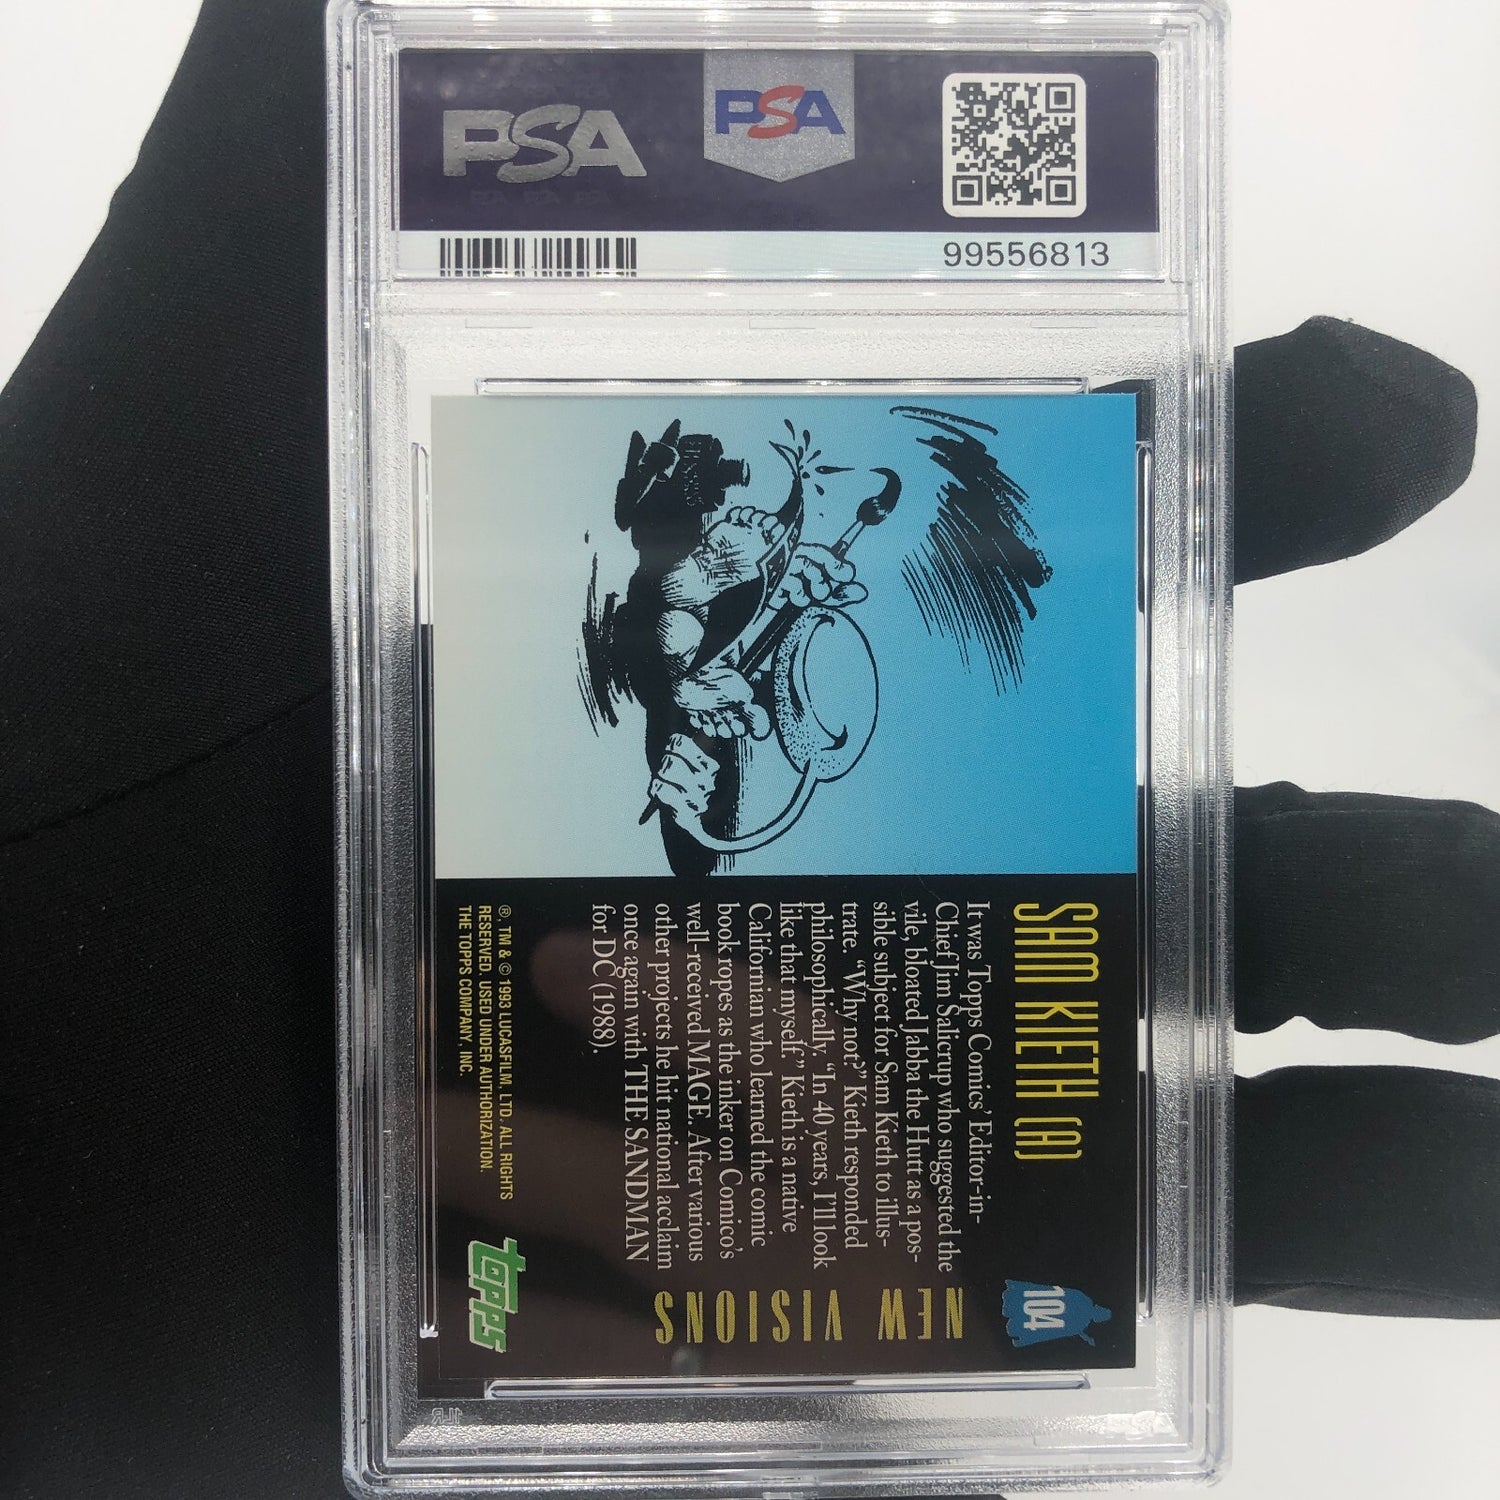 PSA
PSA
99556813
SAM KIETH (A)
It was Topps Comics' Editor-in-
Chief Jim Salicrup who suggested the
vile, bloated Jabba the Hutt as a pos-
sible subject for Sam Kieth to illus-
trate. "Why not?" Kieth responded
philosophically. "In 40 years, I'll look
like that myself." Kieth is a native
Californian who learned the comic
book ropes as the inker on Comico's
well-received MAGE. After various
other projects he hit national acclaim
once again with THE SANDMAN
for DC (1988).
®, TM & © 1993 LUCASFILM, LTD. ALL RIGHTS
RESERVED. USED UNDER AUTHORIZATION.
THE TOPPS COMPANY, INC.
104
NEW VISIONS
TOPPS